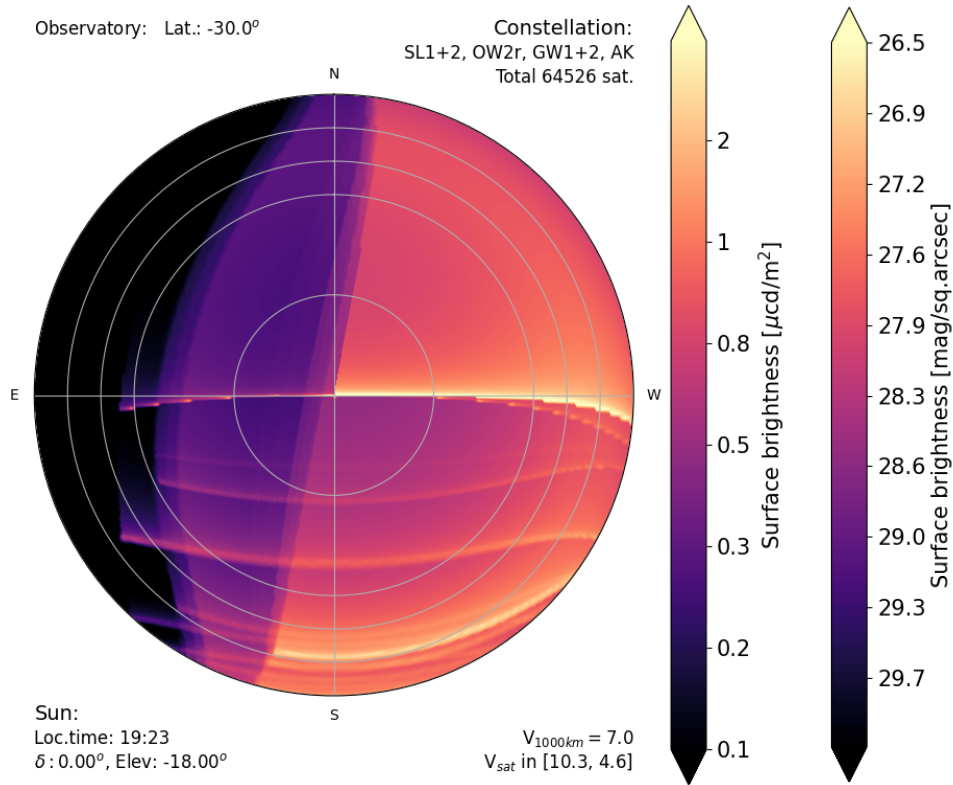 Observatory: Lat.: -30.0°
Constellation:
SL1+2, OW2r, GW1+2, AK
Total 64526 sat.
N
E
W
S
Sun:
Loc.time: 19:23
δ : 0.00°, Elev: -18.00°
V1000km = 7.0
Vsat in [10.3, 4.6]
2
1
0.8
0.5
0.3
0.2
0.1
Surface brightness [μcd/m²]
26.5
26.9
27.2
27.6
27.9
28.3
28.6
29.0
29.3
29.7
Surface brightness [mag/sq.arcsec]